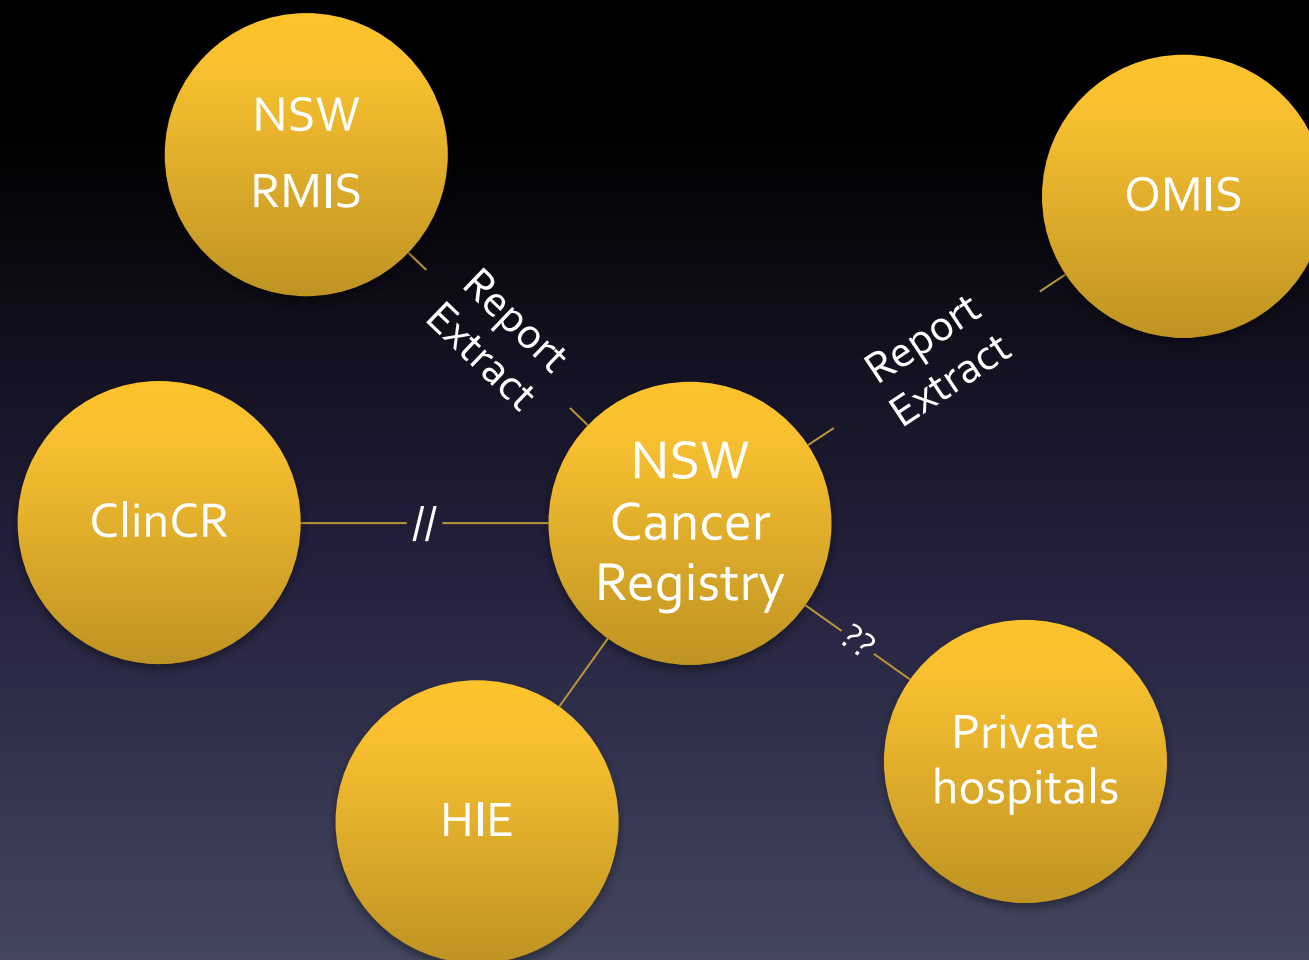 NSW
RMIS
OMIS
Report
Extract
Report
Extract
ClinCR
//
NSW
Cancer
Registry
??
Private
hospitals
HIE